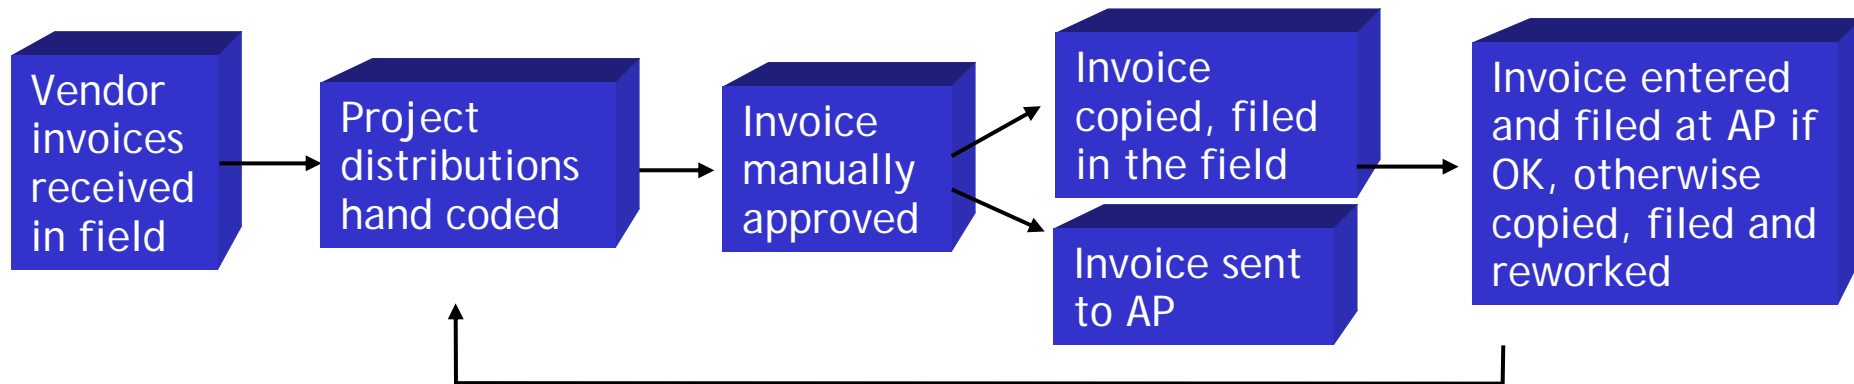 Vendor
invoices
received
in field
Project
distributions
hand coded
Invoice
manually
approved
Invoice
copied, filed
in the field
Invoice sent
to AP
Invoice entered
and filed at AP if
OK, otherwise
copied, filed and
reworked